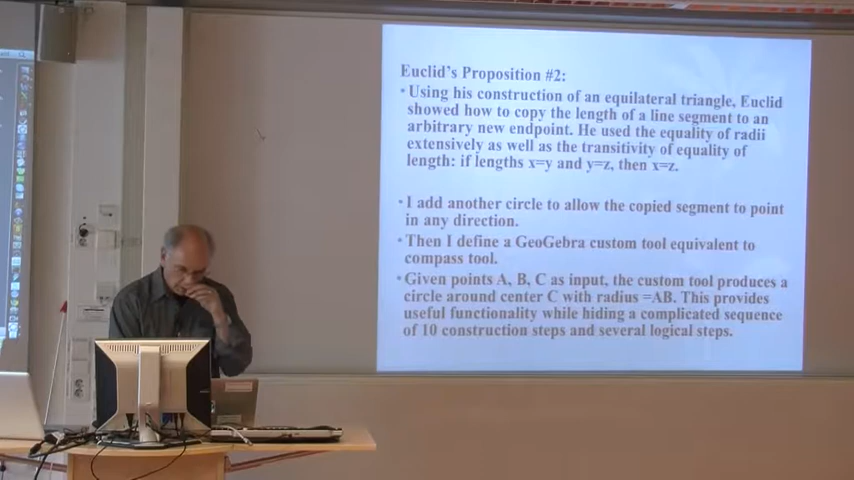 Euclid's Proposition #2:
• Using his construction of an equilateral triangle, Euclid
showed how to copy the length of a line segment to an
arbitrary new endpoint. He used the equality of radii
extensively as well as the transitivity of equality of
length: if lengths x=y and y=z, then x=z.
• I add another circle to allow the copied segment to point
in any direction.
• Then I define a GeoGebra custom tool equivalent to
compass tool.
• Given points A, B, C as input, the custom tool produces a
circle around center C with radius =AB. This provides
useful functionality while hiding a complicated sequence
of 10 construction steps and several logical steps.